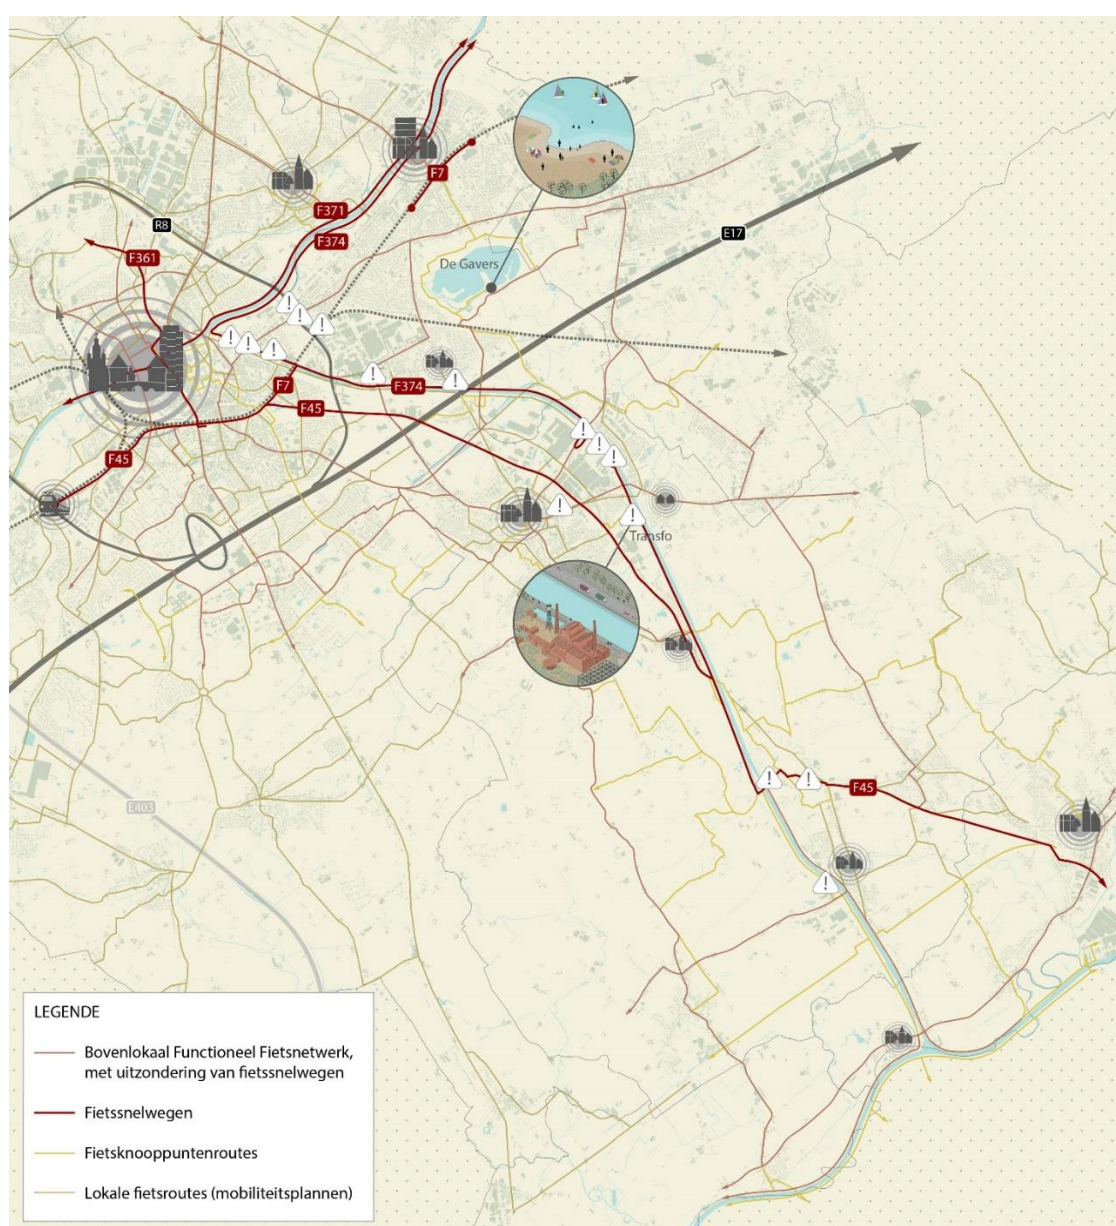 F7
F371
F374
R8
E17
F361
De Gavers
F7
F374
F45
F45
Transfo
F45
E403
LEGENDE
Bovenlokaal Functioneel Fietsnetwerk,
met uitzondering van fietssnelwegen
Fietssnelwegen
Fietsknooppuntenroutes
Lokale fietsroutes (mobiliteitsplannen)